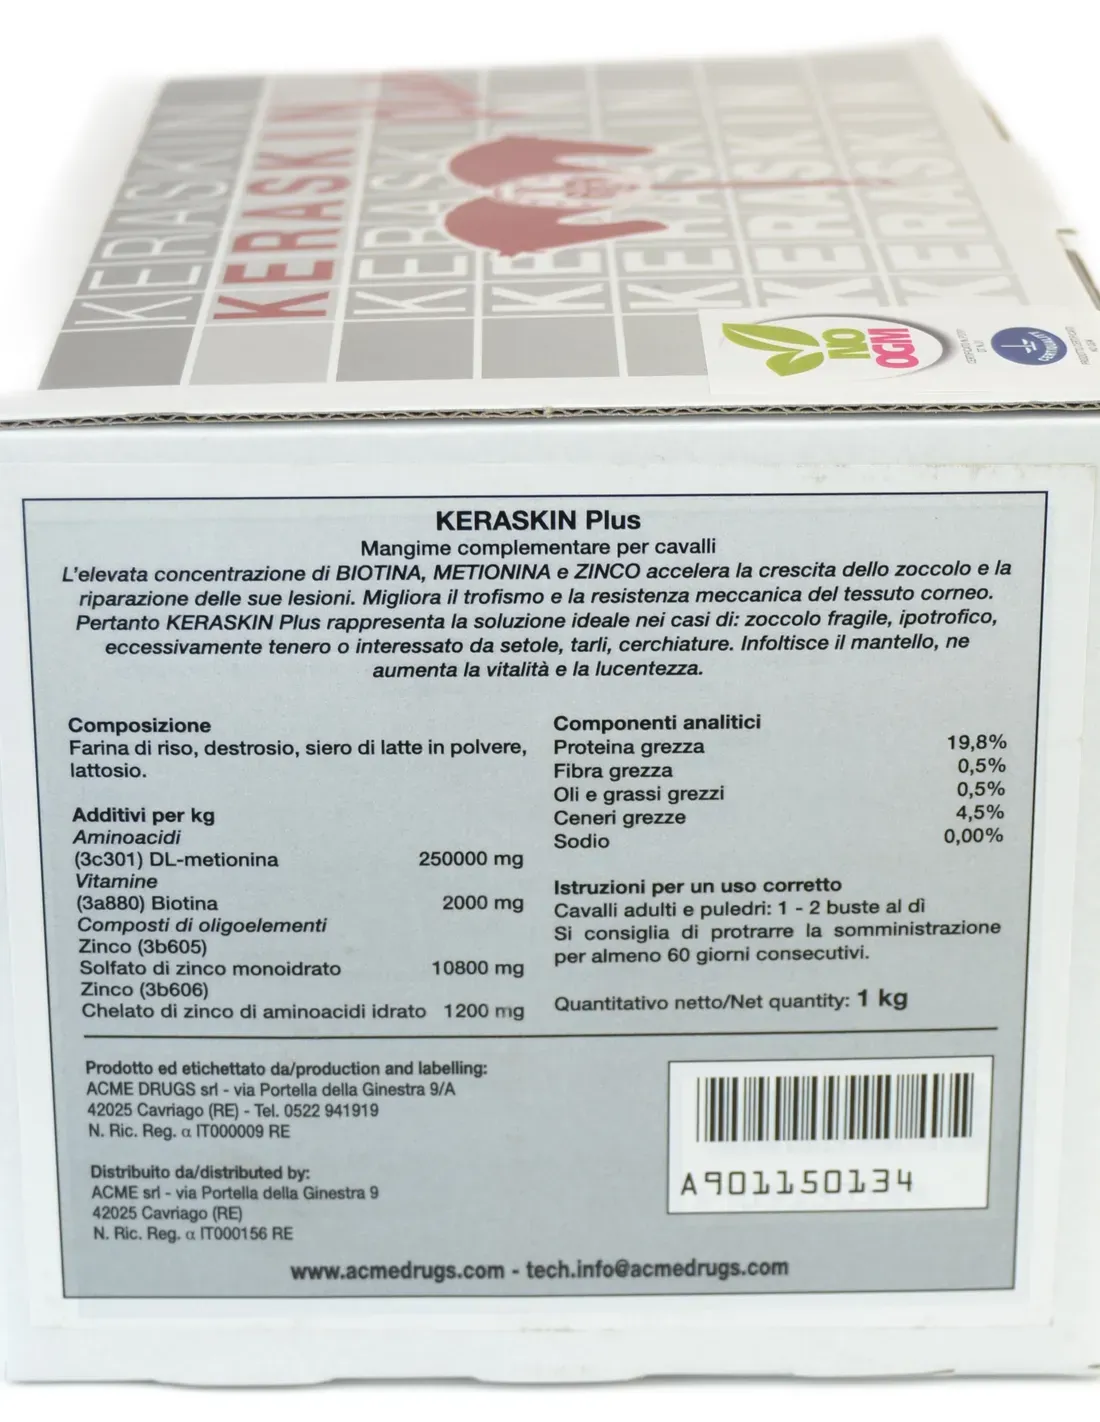 KERASKIN
KERASKIN
KERASKIN
KERASKIN
KERASKIN
KERASKIN
KERASKIN
NO
OGM
KERASKIN Plus
Mangime complementare per cavalli
L'elevata concentrazione di BIOTINA, METIONINA e ZINCO accelera la crescita dello zoccolo e la
riparazione delle sue lesioni. Migliora il trofismo e la resistenza meccanica del tessuto corneo.
Pertanto KERASKIN Plus rappresenta la soluzione ideale nei casi di: zoccolo fragile, ipotrofico,
eccessivamente tenero o interessato da setole, tarli, cerchiature. Infoltisce il mantello, ne
aumenta la vitalità e la lucentezza.
Composizione
Farina di riso, destrosio, siero di latte in polvere,
lattosio.
Additivi per kg
Aminoacidi
(3c301) DL-metionina 250000 mg
Vitamine
(3a880) Biotina 2000 mg
Composti di oligoelementi
Zinco (3b605)
Solfato di zinco monoidrato 10800 mg
Zinco (3b606)
Chelato di zinco di aminoacidi idrato 1200 mg
Componenti analitici
Proteina grezza 19,8%
Fibra grezza 0,5%
Oli e grassi grezzi 0,5%
Ceneri grezze 4,5%
Sodio 0,00%
Istruzioni per un uso corretto
Cavalli adulti e puledri: 1 - 2 buste al dì
Si consiglia di protrarre la somministrazione
per almeno 60 giorni consecutivi.
Quantitativo netto/Net quantity: 1 kg
Prodotto ed etichettato da/production and labelling:
ACME DRUGS srl - via Portella della Ginestra 9/A
42025 Cavriago (RE) - Tel. 0522 941919
N. Ric. Reg. α IT000009 RE
Distribuito da/distributed by:
ACME srl - via Portella della Ginestra 9
42025 Cavriago (RE)
N. Ric. Reg. α IT000156 RE
A901150134
www.acmedrugs.com - tech.info@acmedrugs.com